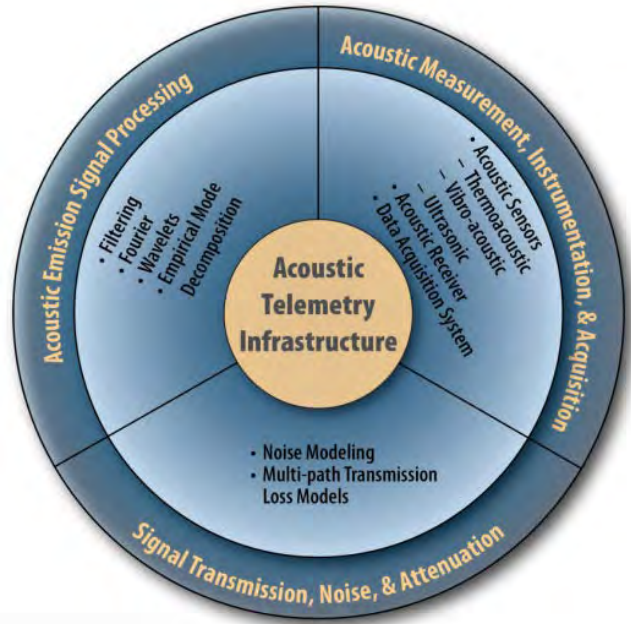 Acoustic Emission Signal Processing
• Filtering
• Fourier
• Wavelets
• Empirical Mode
Decomposition
Acoustic Measurement, Instrumentation, & Acquisition
• Acoustic Sensors
– Thermoacoustic
– Vibro-acoustic
– Ultrasonic
• Acoustic Receiver
• Data Acquisition System
Acoustic
Telemetry
Infrastructure
• Noise Modeling
• Multi-path Transmission
Loss Models
Signal Transmission, Noise, & Attenuation